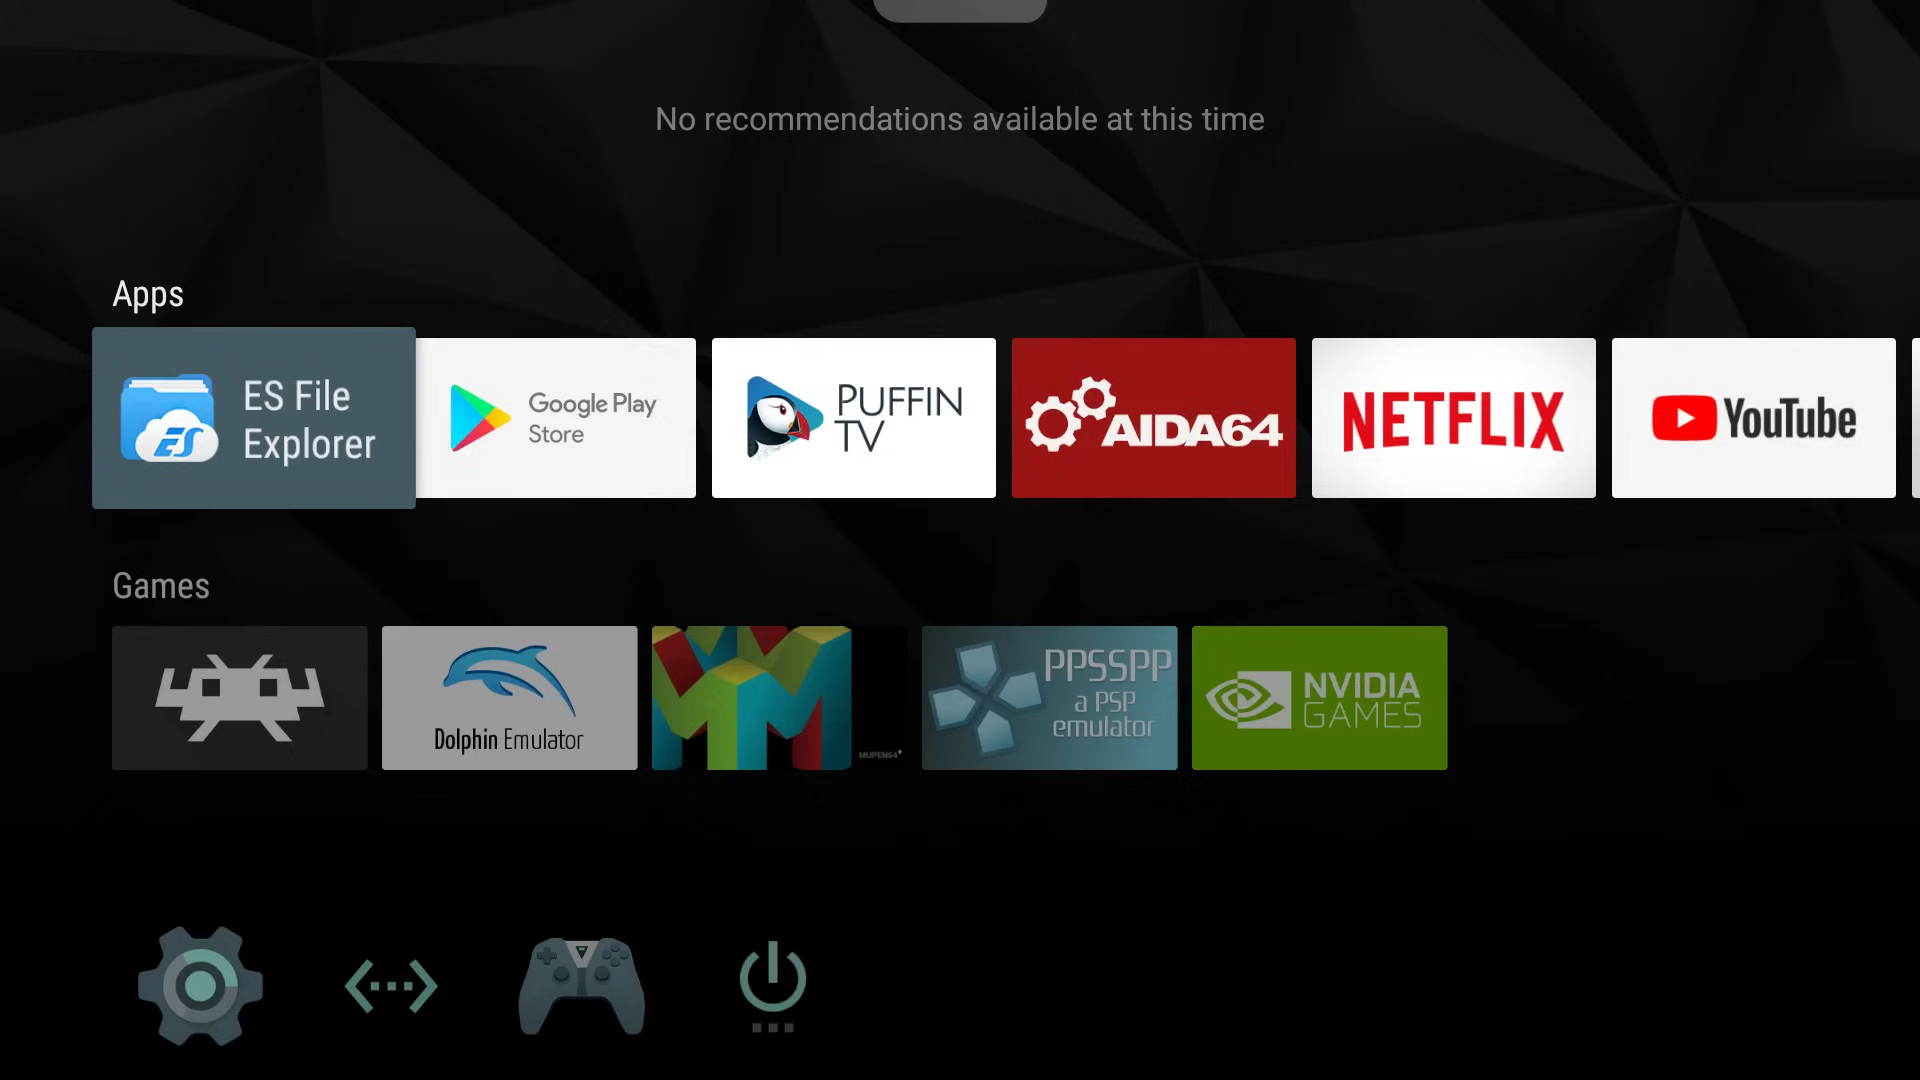 No recommendations available at this time
Apps
ES File
Explorer
Google Play
Store
PUFFIN
TV
AIDA64
NETFLIX
YouTube
Games
Dolphin Emulator
MUPEN64+
PPSSPP
a PSP
emulator
NVIDIA
GAMES